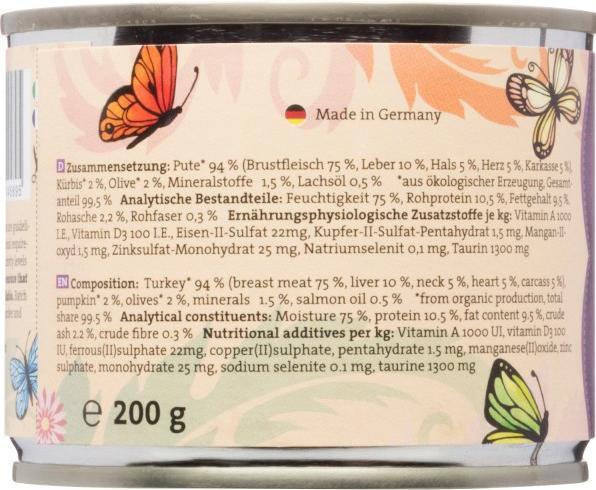 Made in Germany
D Zusammensetzung: Pute* 94 % (Brustfleisch 75 %, Leber 10 %, Hals 5 %, Herz 5 %, Karkasse 5 %),
Kürbis* 2 %, Olive* 2 %, Mineralstoffe 1,5 %, Lachsöl 0,5 % *aus ökologischer Erzeugung, Gesamt-
anteil 99,5 % Analytische Bestandteile: Feuchtigkeit 75 %, Rohprotein 10,5 %, Fettgehalt 9,5 %,
Rohasche 2,2 %, Rohfaser 0,3 % Ernährungsphysiologische Zusatzstoffe je kg: Vitamin A 1000
I.E., Vitamin D3 100 I.E., Eisen-II-Sulfat 22mg, Kupfer-II-Sulfat-Pentahydrat 1,5 mg, Mangan-II-
oxyd 1,5 mg, Zinksulfat-Monohydrat 25 mg, Natriumselenit 0,1 mg, Taurin 1300 mg
EN Composition: Turkey* 94 % (breast meat 75 %, liver 10 %, neck 5 %, heart 5 %, carcass 5 %),
pumpkin* 2 %, olives* 2 %, minerals 1.5 %, salmon oil 0.5 % *from organic production, total
share 99.5 % Analytical constituents: Moisture 75 %, protein 10.5 %, fat content 9.5 %, crude
ash 2.2 %, crude fibre 0.3 % Nutritional additives per kg: Vitamin A 1000 UI, vitamin D3 100
IU, ferrous(II)sulphate 22mg, copper(II)sulphate, pentahydrate 1.5 mg, manganese(II)oxide, zinc
sulphate, monohydrate 25 mg, sodium selenite 0.1 mg, taurine 1300 mg
e 200 g